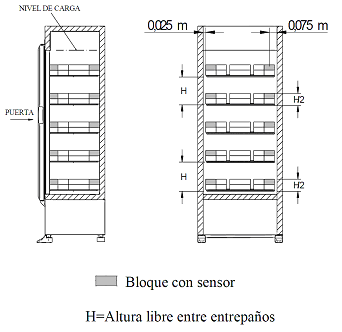 NIVEL DE CARGA
0,025 m
0,075 m
H
H2
PUERTA
H
H2
Bloque con sensor
H=Altura libre entre entrepaños